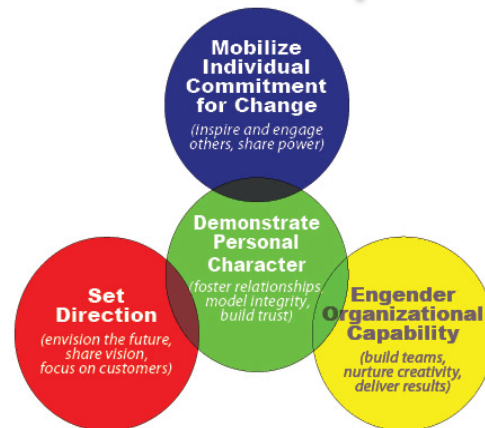 Mobilize
Individual
Commitment
for Change
(inspire and engage
others, share power)
Demonstrate
Personal
Character
(foster relationships,
model integrity,
build trust)
Set
Direction
(envision the future,
share vision,
focus on customers)
Engender
Organizational
Capability
(build teams,
nurture creativity,
deliver results)